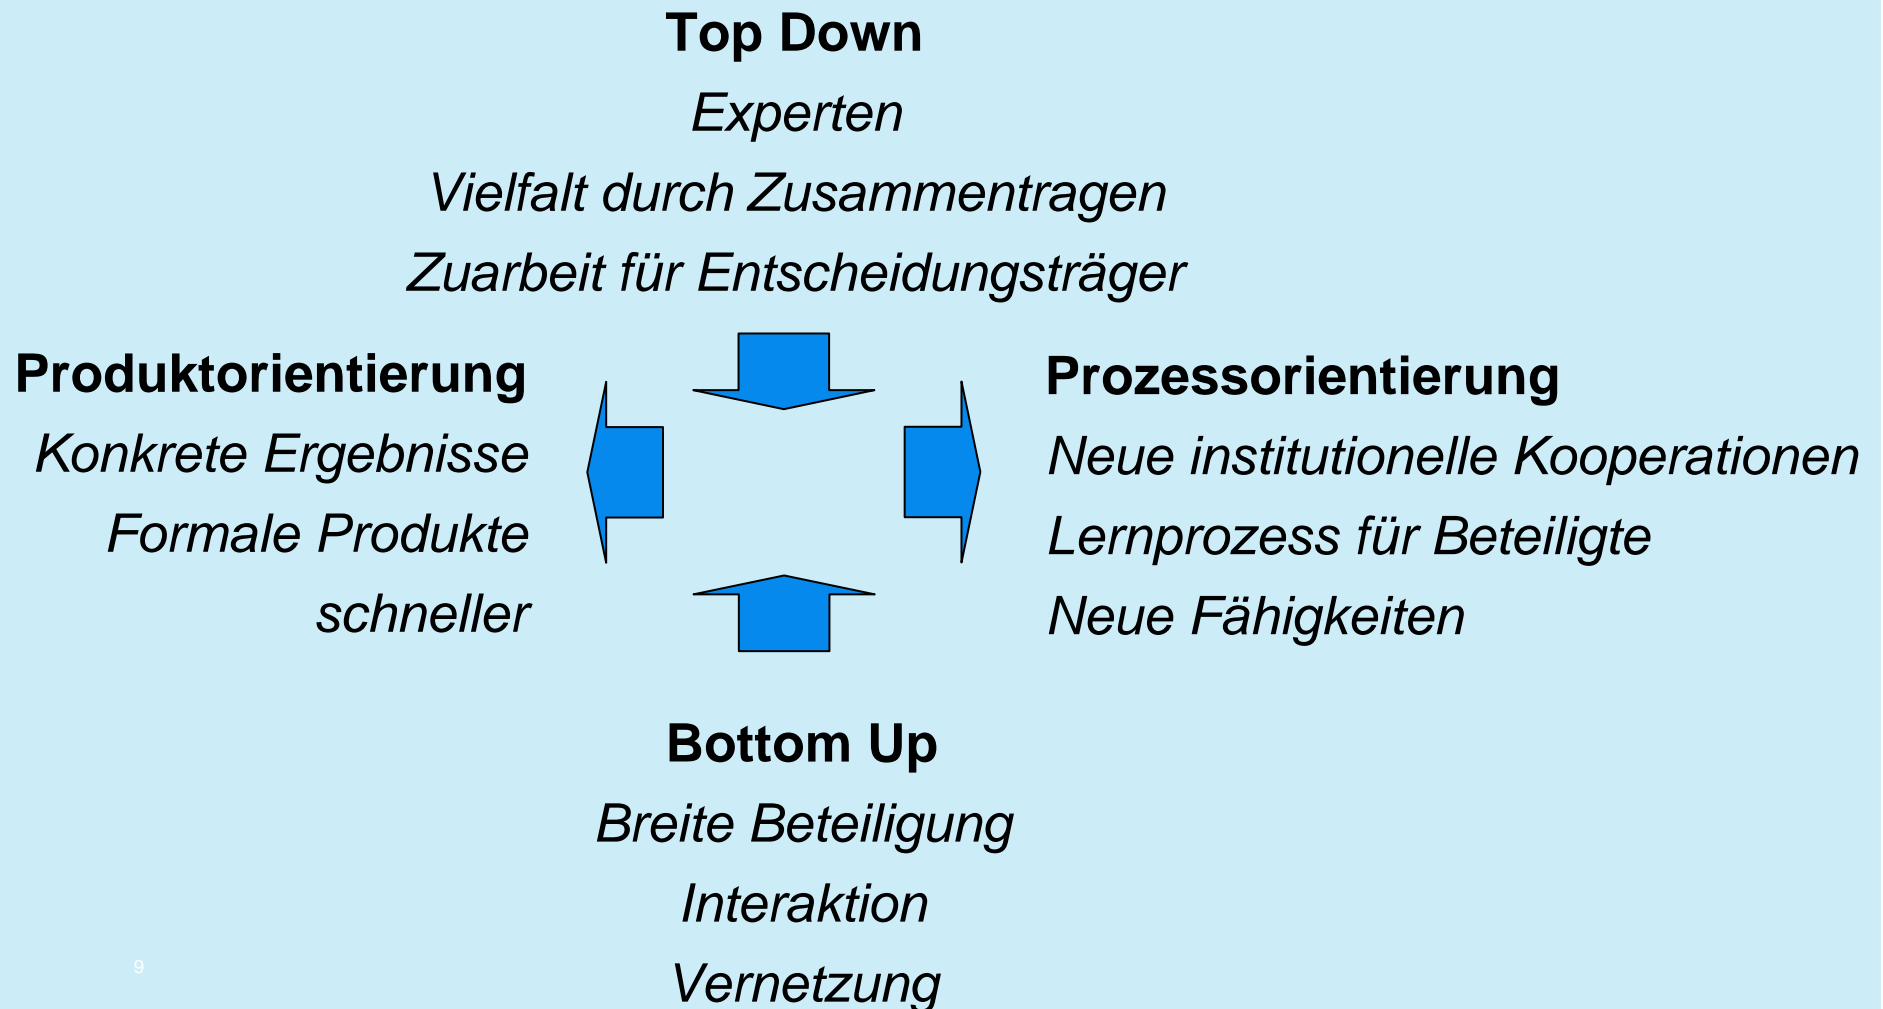 Top Down
Experten
Vielfalt durch Zusammentragen
Zuarbeit für Entscheidungsträger
Produktorientierung
Konkrete Ergebnisse
Formale Produkte
schneller
Prozessorientierung
Neue institutionelle Kooperationen
Lernprozess für Beteiligte
Neue Fähigkeiten
Bottom Up
Breite Beteiligung
Interaktion
Vernetzung
9